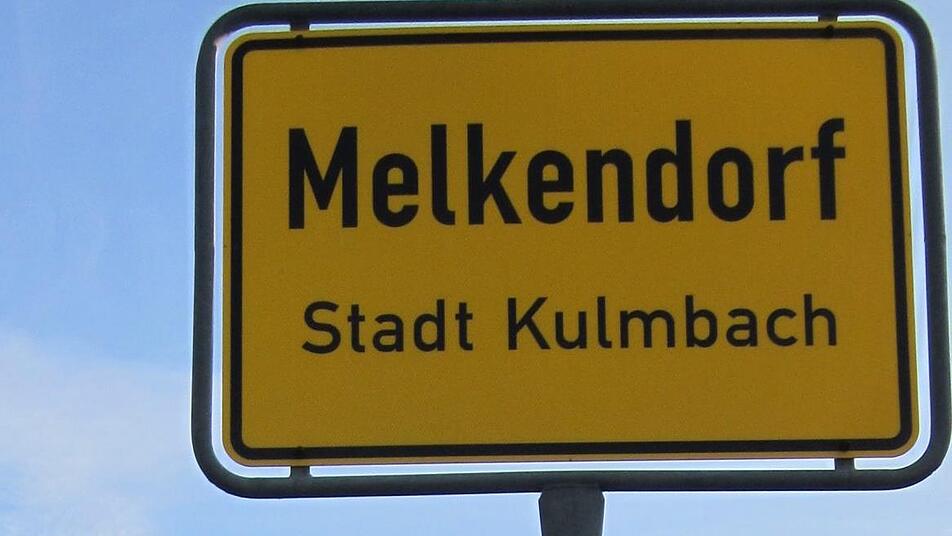 Melkendorf
Stadt Kulmbach